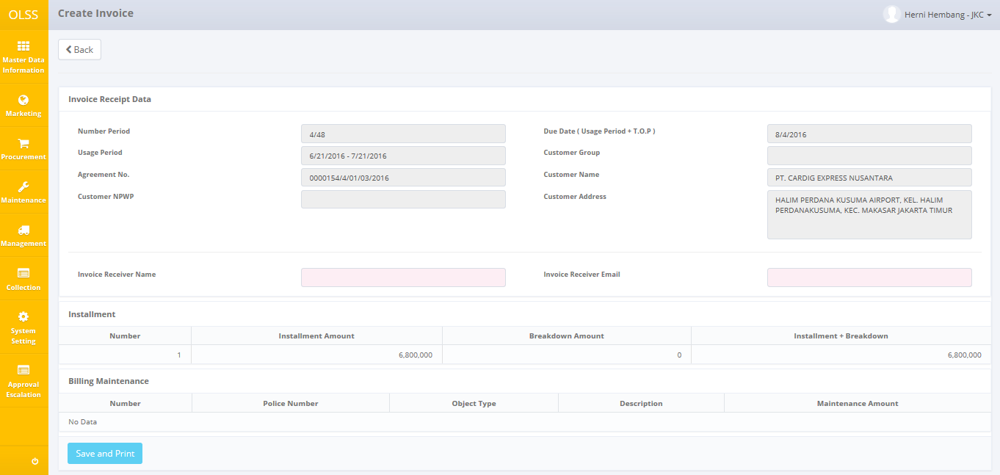 OLSS
Create Invoice
Herni Hembang - JKC
Master Data
Information
Marketing
Procurement
Maintenance
Management
Collection
System
Setting
Approval
Escalation
Back
Invoice Receipt Data
Number Period
4/48
Due Date ( Usage Period + T.O.P )
8/4/2016
Usage Period
6/21/2016 - 7/21/2016
Customer Group
Agreement No.
0000154/4/01/03/2016
Customer Name
PT. CARDIG EXPRESS NUSANTARA
Customer NPWP
Customer Address
HALIM PERDANA KUSUMA AIRPORT, KEL. HALIM
PERDANAKUSUMA, KEC. MAKASAR JAKARTA TIMUR
Invoice Receiver Name
Invoice Receiver Email
Installment
Number Installment Amount Breakdown Amount Installment + Breakdown
1 6,800,000 0 6,800,000
Billing Maintenance
Number Police Number Object Type Description Maintenance Amount
No Data
Save and Print